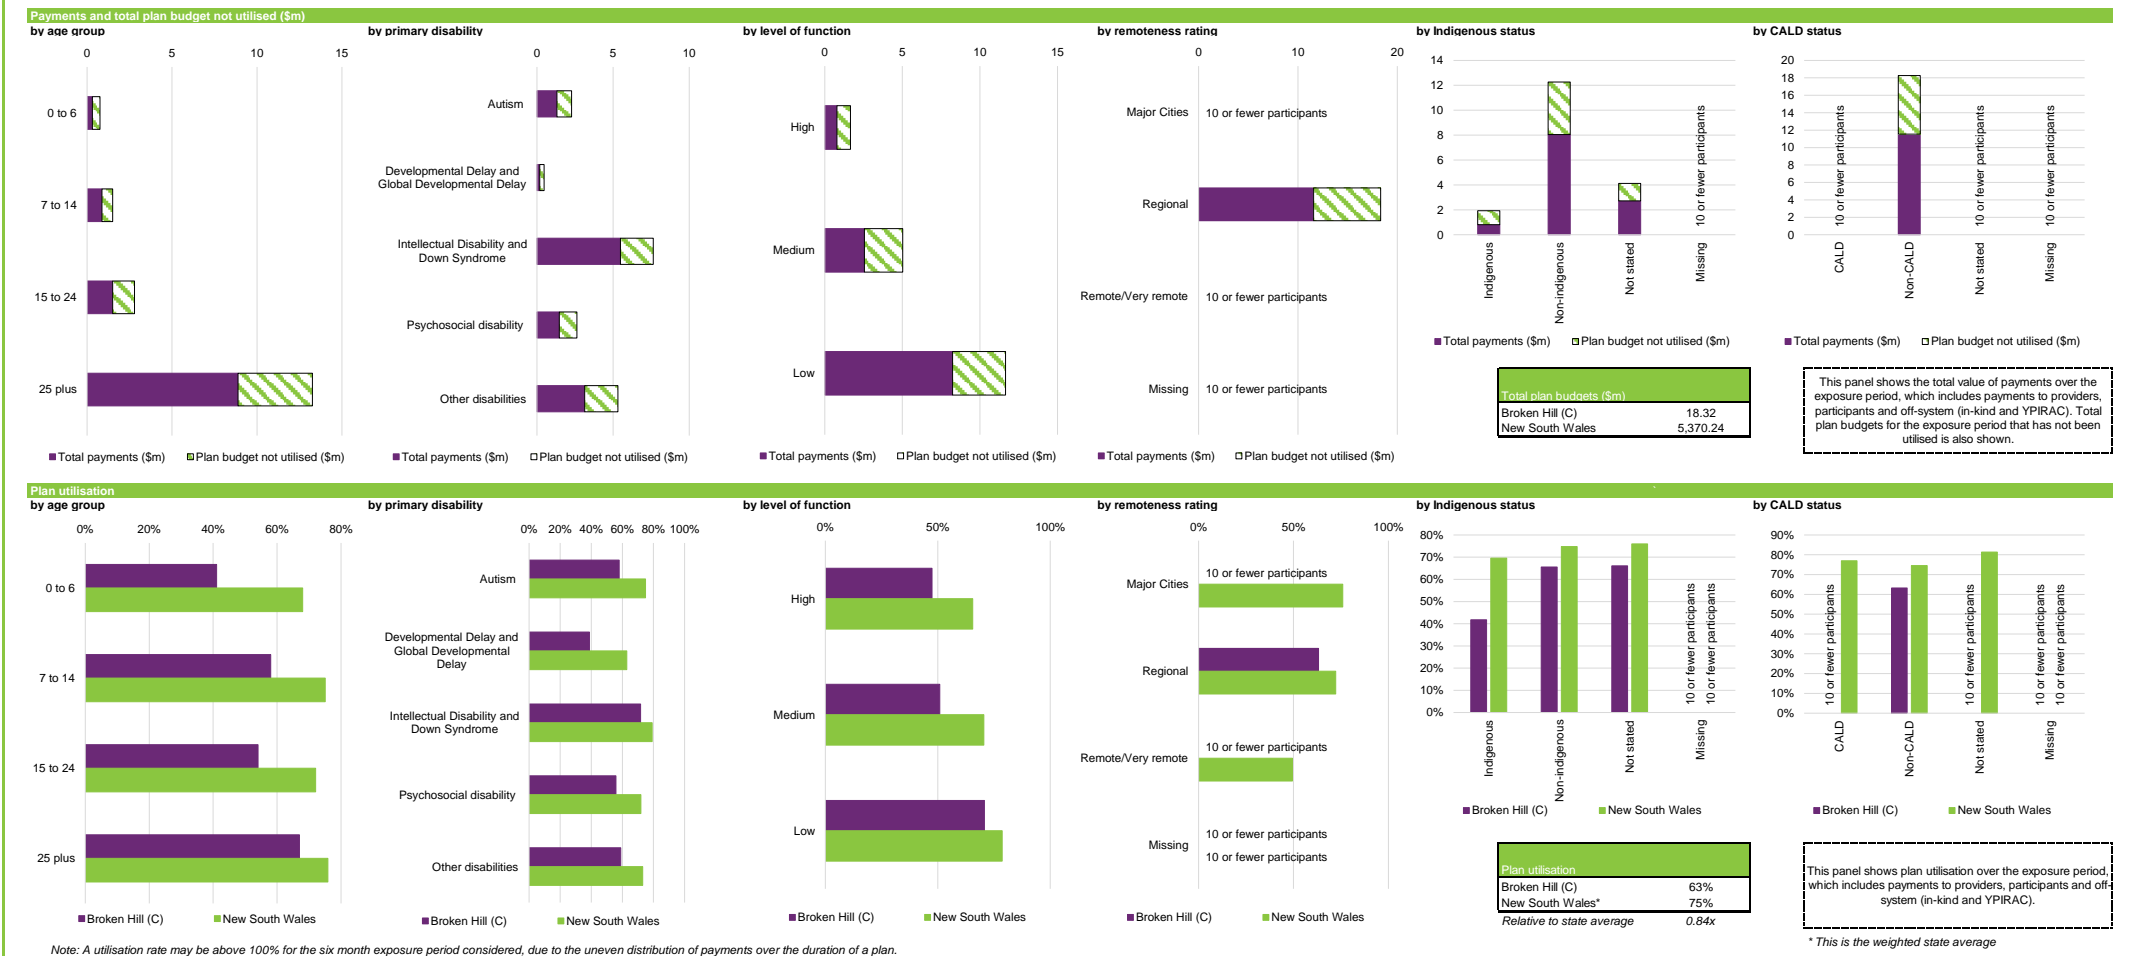 Payments and total plan budget not utilised ($m)
by age group
0 5 10 15
0 to 6
7 to 14
15 to 24
25 plus
Total payments ($m) Plan budget not utilised ($m)
by primary disability
0 5 10
Autism
Developmental Delay and
Global Developmental Delay
Intellectual Disability and
Down Syndrome
Psychosocial disability
Other disabilities
Total payments ($m) Plan budget not utilised ($m)
by level of function
0 5 10 15
High
Medium
Low
Total payments ($m) Plan budget not utilised ($m)
by remoteness rating
0 10 20
Major Cities 10 or fewer participants
Regional
Remote/Very remote 10 or fewer participants
Missing 10 or fewer participants
Total payments ($m) Plan budget not utilised ($m)
by Indigenous status
14
12
10
8
6
4
2
0
10 or fewer participants
Indigenous
Non-indigenous
Not stated
Missing
Total payments ($m) Plan budget not utilised ($m)
Total plan budgets ($m)
Broken Hill (C) 18.32
New South Wales 5,370.24
by CALD status
20
18
16
14
12
10
8
6
4
2
0
10 or fewer participants
10 or fewer participants
10 or fewer participants
CALD
Non-CALD
Not stated
Missing
Total payments ($m) Plan budget not utilised ($m)
This panel shows the total value of payments over the
exposure period, which includes payments to providers,
participants and off-system (in-kind and YPIRAC). Total
plan budgets for the exposure period that has not been
utilised is also shown.
Plan utilisation
by age group
0% 20% 40% 60% 80%
0 to 6
7 to 14
15 to 24
25 plus
Broken Hill (C) New South Wales
by primary disability
0% 20% 40% 60% 80% 100%
Autism
Developmental Delay and
Global Developmental
Delay
Intellectual Disability and
Down Syndrome
Psychosocial disability
Other disabilities
Broken Hill (C) New South Wales
by level of function
0% 50% 100%
High
Medium
Low
Broken Hill (C) New South Wales
by remoteness rating
0% 50% 100%
10 or fewer participants
Major Cities
Regional
10 or fewer participants
Remote/Very remote
10 or fewer participants
Missing
10 or fewer participants
Broken Hill (C) New South Wales
by Indigenous status
80%
70%
60%
50%
40%
30%
20%
10%
0%
10 or fewer participants
10 or fewer participants
Indigenous
Non-indigenous
Not stated
Missing
Broken Hill (C) New South Wales
Plan utilisation
Broken Hill (C) 63%
New South Wales* 75%
Relative to state average 0.84x
by CALD status
90%
80%
70%
60%
50%
40%
30%
20%
10%
0%
10 or fewer participants
10 or fewer participants
10 or fewer participants
10 or fewer participants
CALD
Non-CALD
Not stated
Missing
Broken Hill (C) New South Wales
This panel shows plan utilisation over the exposure period,
which includes payments to providers, participants and off-
system (in-kind and YPIRAC).
* This is the weighted state average
Note: A utilisation rate may be above 100% for the six month exposure period considered, due to the uneven distribution of payments over the duration of a plan.